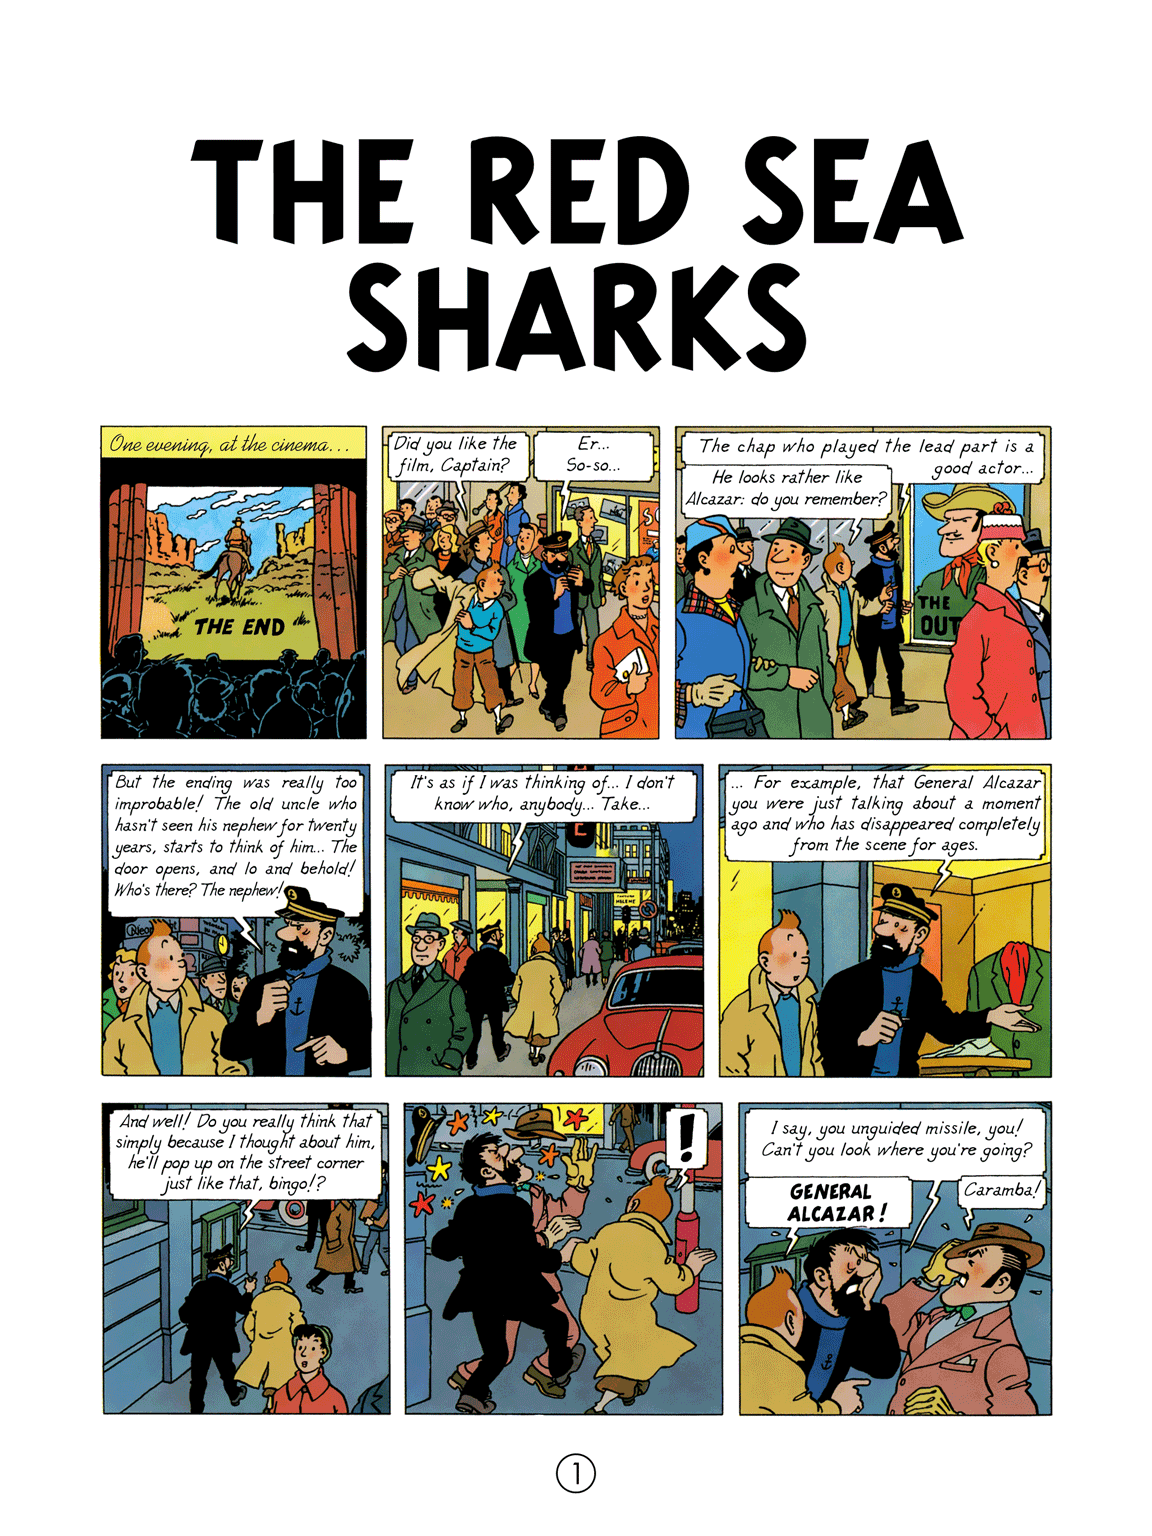 THE RED SEA
SHARKS
One evening, at the cinema...
THE END
Did you like the
film, Captain?
Er...
So-so...
The chap who played the lead part is a
good actor...
He looks rather like
Alcazar: do you remember?
THE
OUT
But the ending was really too
improbable! The old uncle who
hasn't seen his nephew for twenty
years, starts to think of him... The
door opens, and lo and behold!
Who's there? The nephew!
It's as if I was thinking of... I don't
know who, anybody... Take...
... For example, that General Alcazar
you were just talking about a moment
ago and who has disappeared completely
from the scene for ages.
And well! Do you really think that
simply because I thought about him,
he'll pop up on the street corner
just like that, bingo!?
!
I say, you unguided missile, you!
Can't you look where you're going?
GENERAL
ALCAZAR!
Caramba!
1